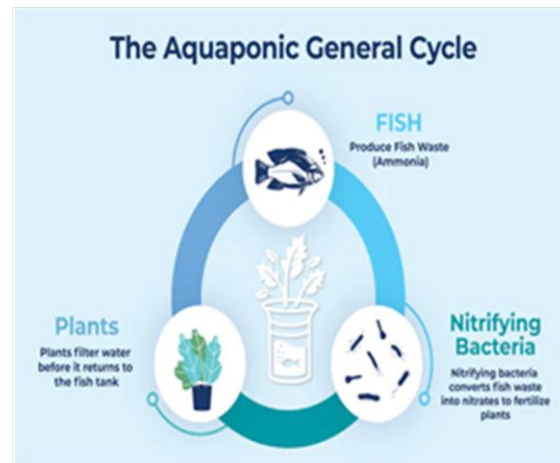 The Aquaponic General Cycle
FISH
Produce Fish Waste
(Ammonia)
Plants
Plants filter water
before it returns to
the fish tank
Nitrifying
Bacteria
Nitrifying bacteria
converts fish waste
into nitrates to fertilize
plants